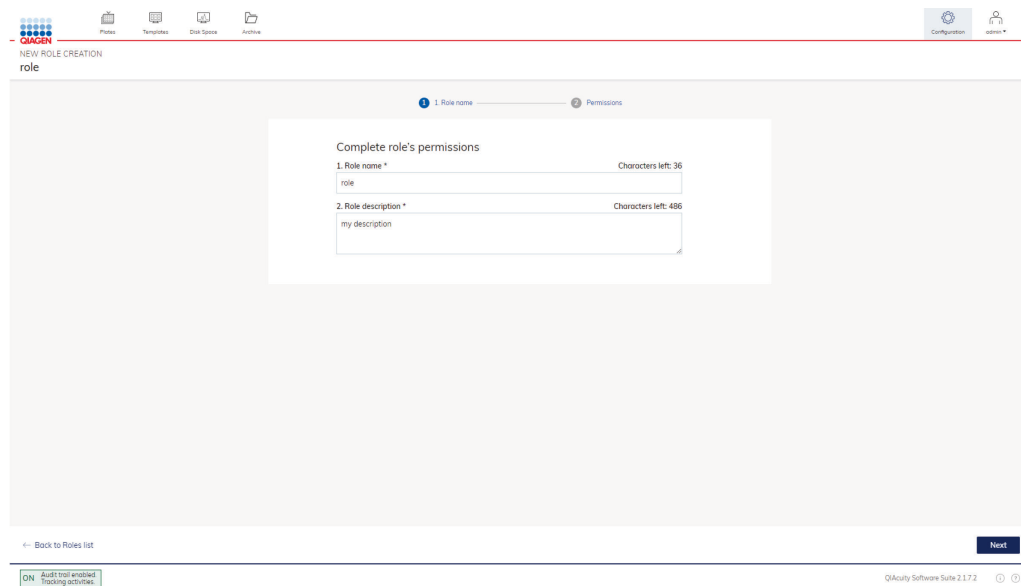 Plates Templates Disk Space Archive Configuration admin
QIAGEN
NEW ROLE CREATION
role
1 1. Role name 2 Permissions
Complete role's permissions
1. Role name * Characters left: 36
role
2. Role description * Characters left: 486
my description
← Back to Roles list Next
ON Audit trail enabled.
Tracking activities.
QIAcuity Software Suite 2.1.7.2